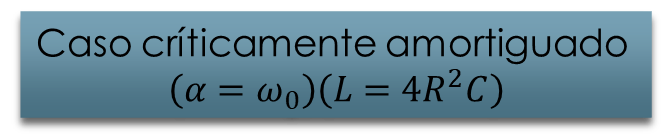 Caso críticamente amortiguado
(𝛼 = 𝜔₀)(𝐿 = 4𝑅²𝐶)